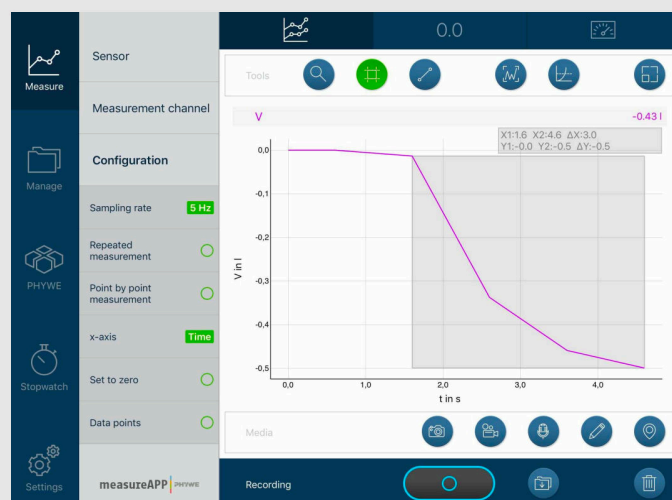 0.0
Measure
Manage
PHYWE
Stopwatch
Settings
Sensor
Measurement channel
Configuration
Sampling rate 5 Hz
Repeated
measurement
Point by point
measurement
x-axis Time
Set to zero
Data points
measureAPP PHYWE
Tools
V -0.43 l
X1:1.6 X2:4.6 ΔX:3.0
Y1:-0.0 Y2:-0.5 ΔY:-0.5
0,0
-0,1
-0,2
-0,3
-0,4
-0,5
V in l
0,0 1,0 2,0 3,0 4,0
t in s
Media
Recording